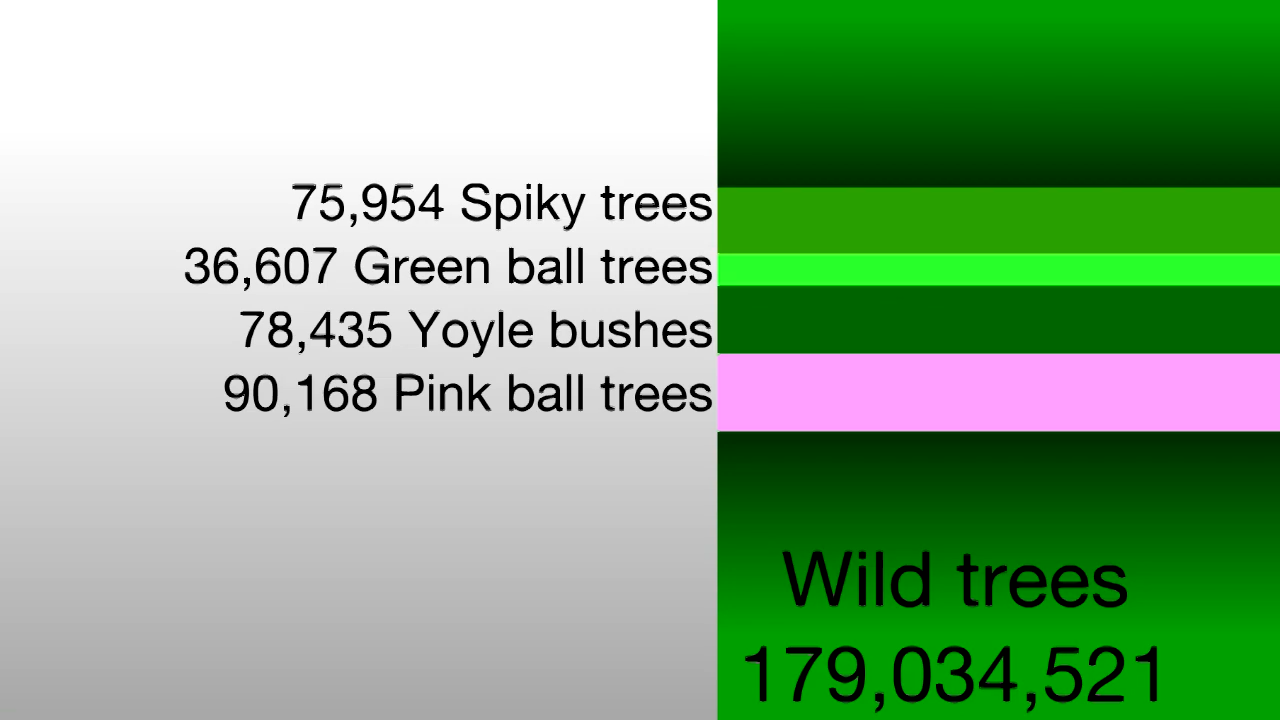 75,954 Spiky trees
36,607 Green ball trees
78,435 Yoyle bushes
90,168 Pink ball trees
Wild trees
179,034,521